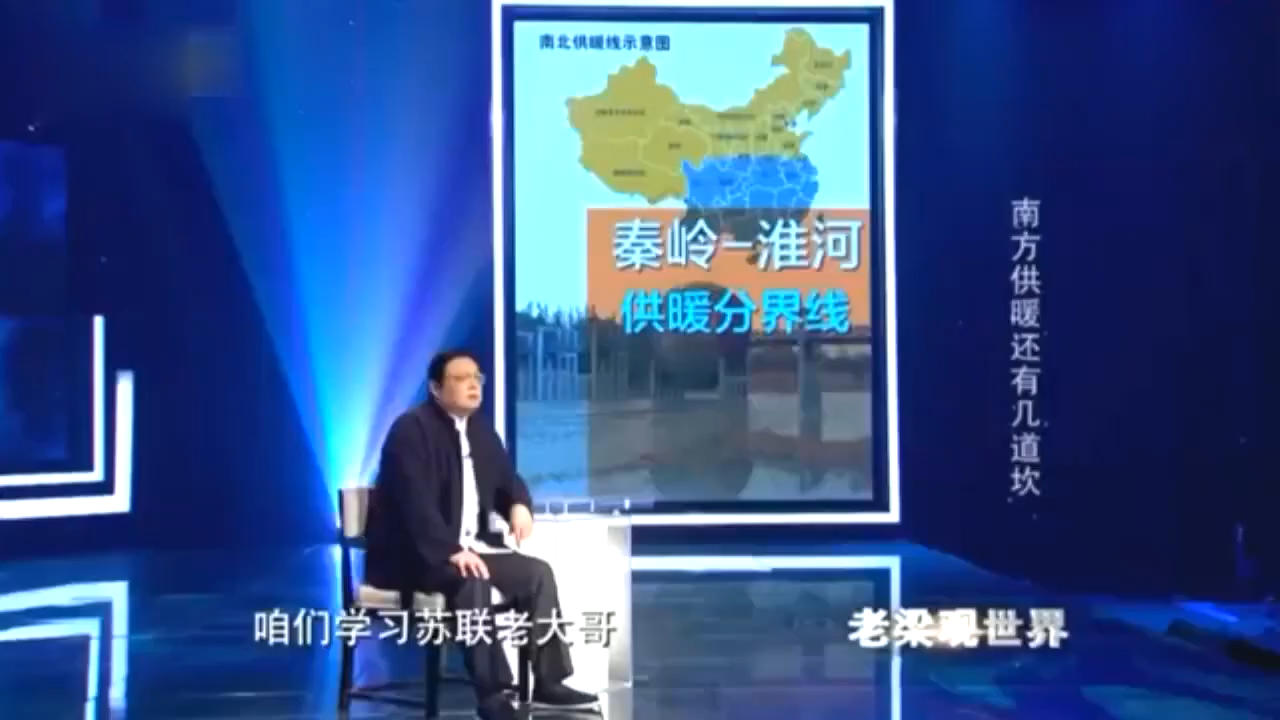 南北供暖线示意图
秦岭-淮河
供暖分界线
南方供暖还有几道坎
咱们学习苏联老大哥
老梁观世界